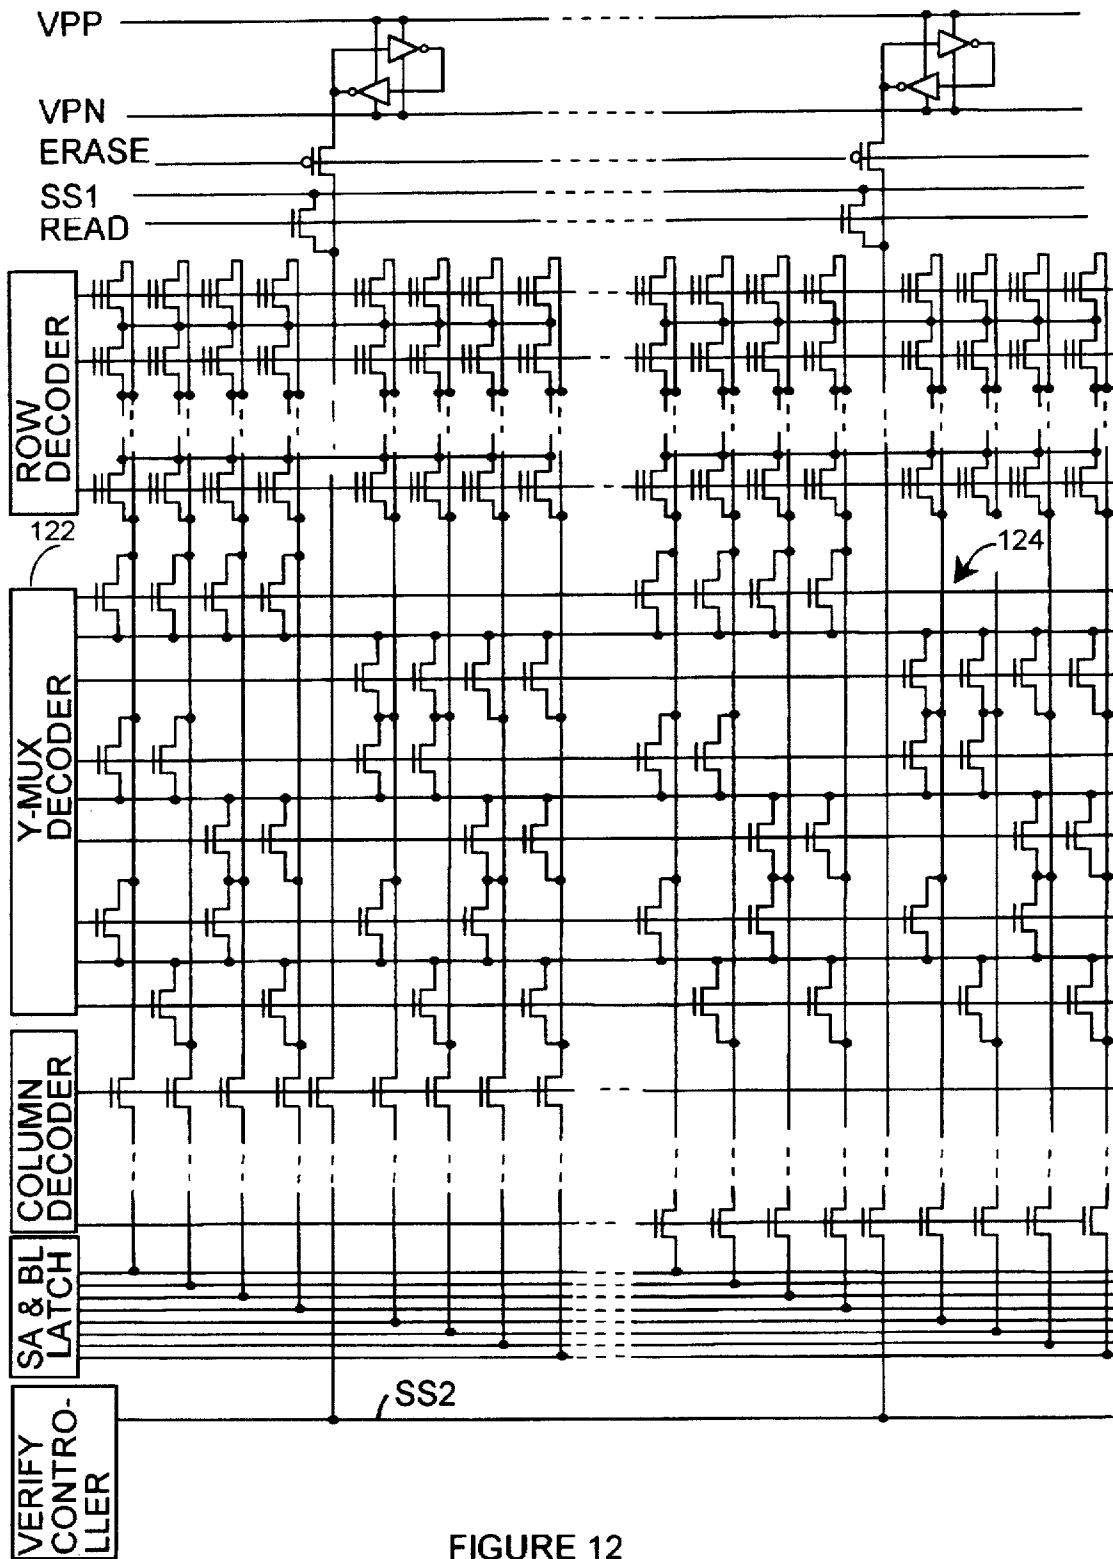 VPP
VPN
ERASE
SS1
READ
ROW
DECODER
122
124
Y-MUX
DECODER
COLUMN
DECODER
SA & BL
LATCH
SS2
VERIFY
CONTRO-
LLER
FIGURE 12